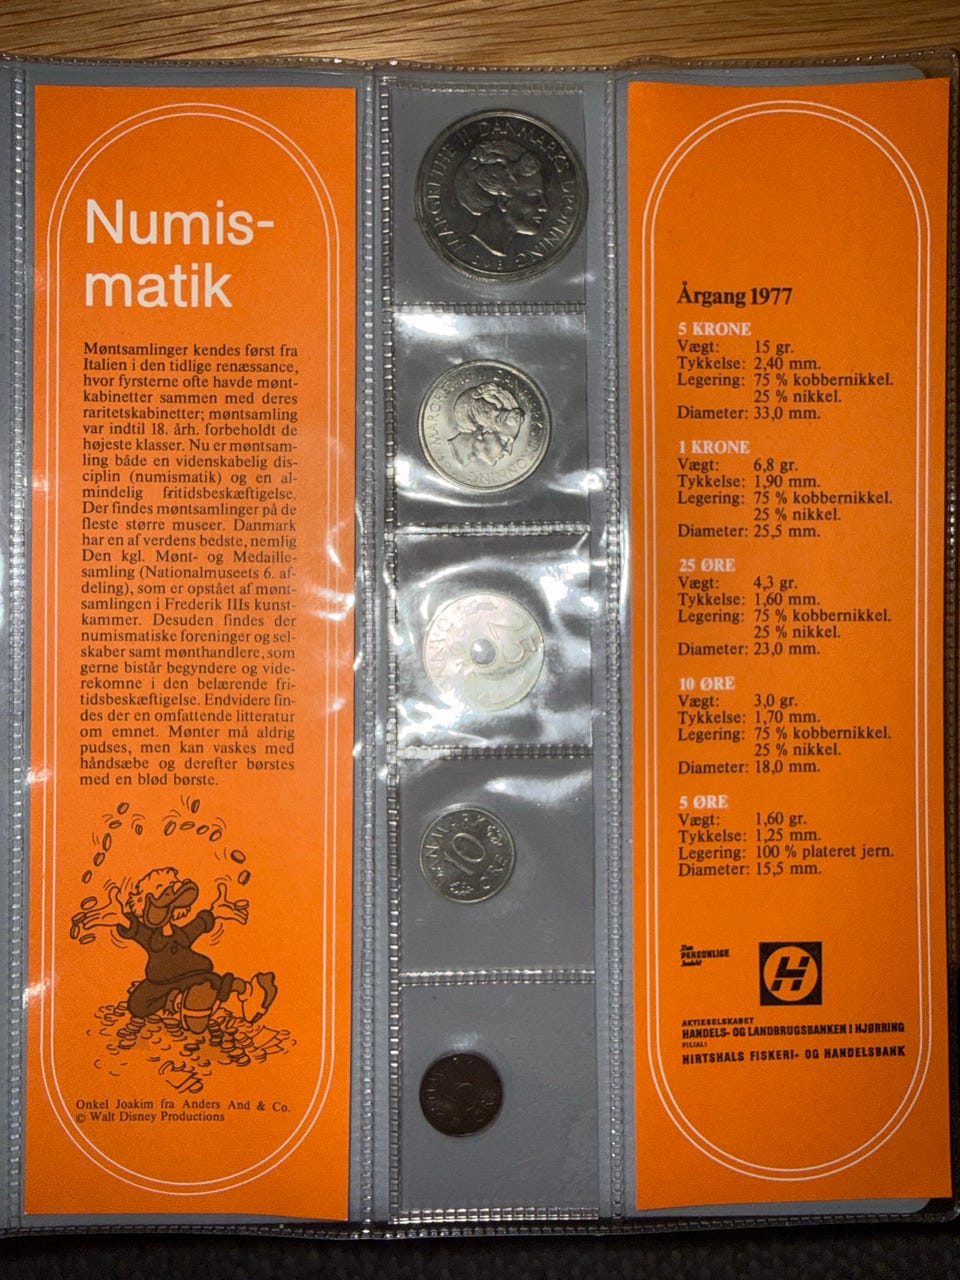 Numis-
matik
Møntsamlinger kendes først fra
Italien i den tidlige renæssance,
hvor fyrsterne ofte havde mønt-
kabinetter sammen med deres
raritetskabinetter; møntsamling
var indtil 18. årh. forbeholdt de
højeste klasser. Nu er møntsam-
ling både en videnskabelig dis-
ciplin (numismatik) og en al-
mindelig fritidsbeskæftigelse.
Der findes møntsamlinger på de
fleste større museer. Danmark
har en af verdens bedste, nemlig
Den kgl. Mønt- og Medaille-
samling (Nationalmuseets 6. af-
deling), som er opstået af mønt-
samlingen i Frederik IIIs kunst-
kammer. Desuden findes der
numismatiske foreninger og sel-
skaber samt mønthandlere, som
gerne bistår begyndere og vide-
rekomne i den belærende fri-
tidsbeskæftigelse. Endvidere fin-
des der en omfattende litteratur
om emnet. Mønter må aldrig
pudses, men kan vaskes med
håndsæbe og derefter børstes
med en blød børste.
Onkel Joakim fra Anders And & Co.
© Walt Disney Productions
MARGRETHE II DANMARKS DRONNING
MARGRETHE II DANMARKS DRONNING
25
DANMARK
10
ØRE
5
Årgang 1977
5 KRONE
Vægt: 15 gr.
Tykkelse: 2,40 mm.
Legering: 75 % kobbernikkel.
25 % nikkel.
Diameter: 33,0 mm.
1 KRONE
Vægt: 6,8 gr.
Tykkelse: 1,90 mm.
Legering: 75 % kobbernikkel.
25 % nikkel.
Diameter: 25,5 mm.
25 ØRE
Vægt: 4,3 gr.
Tykkelse: 1,60 mm.
Legering: 75 % kobbernikkel.
25 % nikkel.
Diameter: 23,0 mm.
10 ØRE
Vægt: 3,0 gr.
Tykkelse: 1,70 mm.
Legering: 75 % kobbernikkel.
25 % nikkel.
Diameter: 18,0 mm.
5 ØRE
Vægt: 1,60 gr.
Tykkelse: 1,25 mm.
Legering: 100 % plateret jern.
Diameter: 15,5 mm.
PERSONLIGE
H
AKTIESELSKABET
HANDELS- OG LANDBRUGSBANKEN I HJØRRING
FILIAL:
HIRTSHALS FISKERI- OG HANDELSBANK